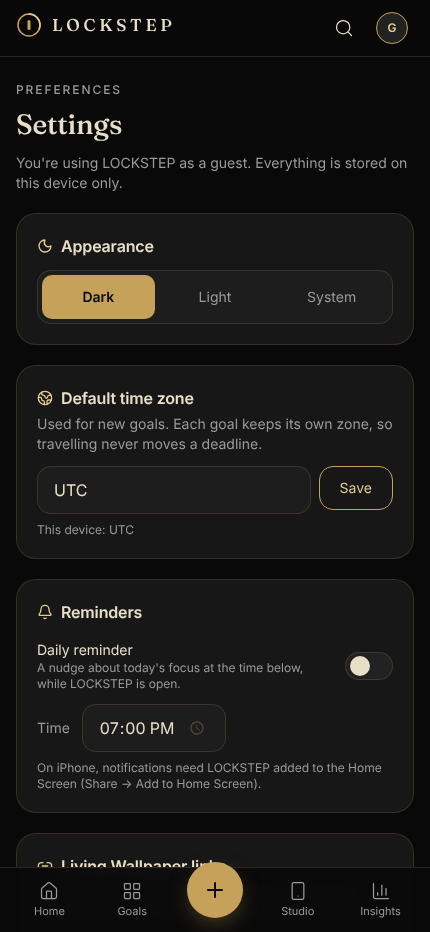 LOCKSTEP
G
PREFERENCES
Settings
You're using LOCKSTEP as a guest. Everything is stored on
this device only.
Appearance
Dark Light System
Default time zone
Used for new goals. Each goal keeps its own zone, so
travelling never moves a deadline.
UTC Save
This device: UTC
Reminders
Daily reminder
A nudge about today's focus at the time below,
while LOCKSTEP is open.
Time 07:00 PM
On iPhone, notifications need LOCKSTEP added to the Home
Screen (Share → Add to Home Screen).
Living Wallpaper link
Home Goals Studio Insights